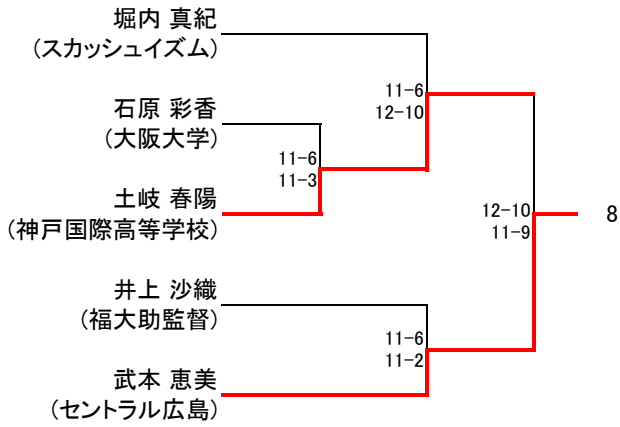 堀内 真紀
(スカッシュイズム)
11-6
12-10
石原 彩香
(大阪大学)
11-6
11-3
土岐 春陽
(神戸国際高等学校)
12-10
11-9
8
井上 沙織
(福大助監督)
11-6
11-2
武本 恵美
(セントラル広島)